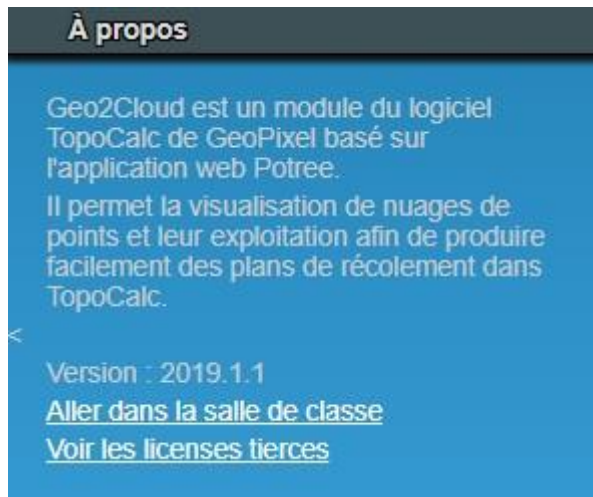 À propos
Geo2Cloud est un module du logiciel
TopoCalc de GeoPixel basé sur
l'application web Potree.
Il permet la visualisation de nuages de
points et leur exploitation afin de produire
facilement des plans de récolement dans
TopoCalc.
<
Version : 2019.1.1
Aller dans la salle de classe
Voir les licenses tierces